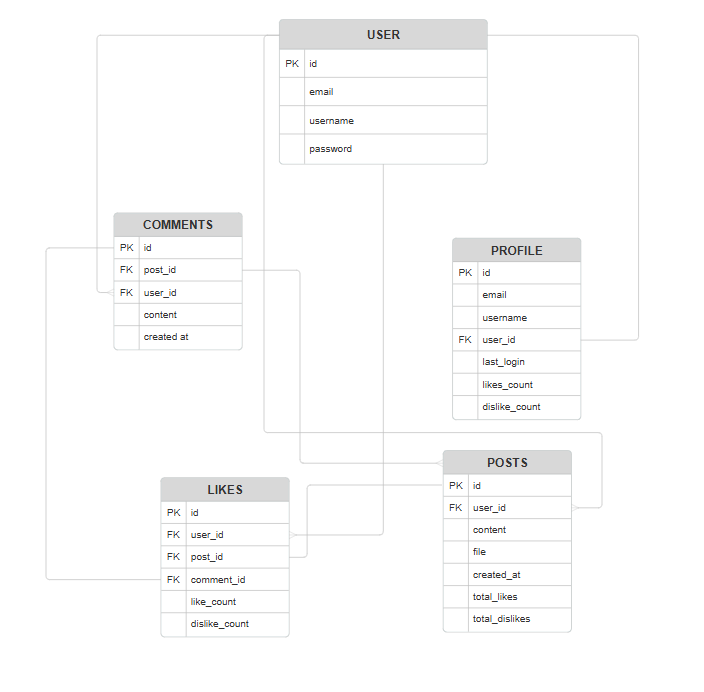 USER
PK id
email
username
password
COMMENTS
PK id
FK post_id
FK user_id
content
created at
PROFILE
PK id
email
username
FK user_id
last_login
likes_count
dislike_count
LIKES
PK id
FK user_id
FK post_id
FK comment_id
like_count
dislike_count
POSTS
PK id
FK user_id
content
file
created_at
total_likes
total_dislikes